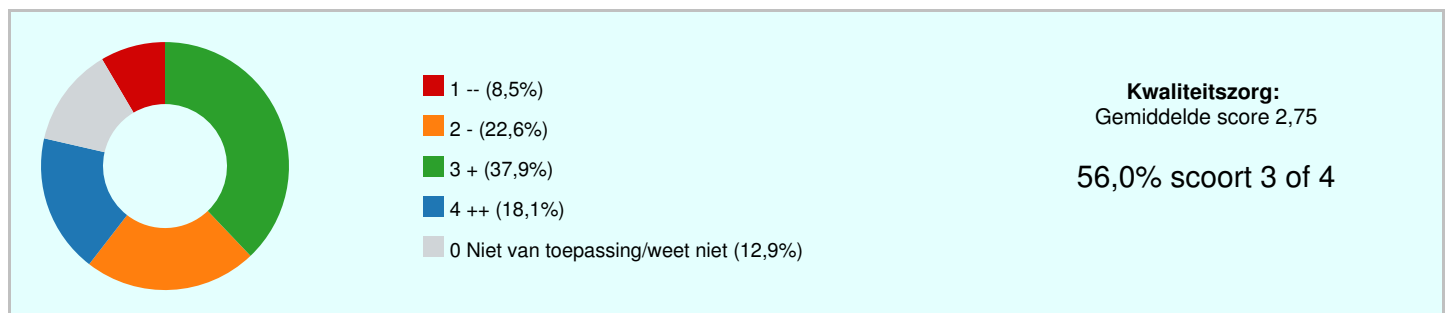 1 -- (8,5%)
2 - (22,6%)
3 + (37,9%)
4 ++ (18,1%)
0 Niet van toepassing/weet niet (12,9%)
Kwaliteitszorg:
Gemiddelde score 2,75
56,0% scoort 3 of 4